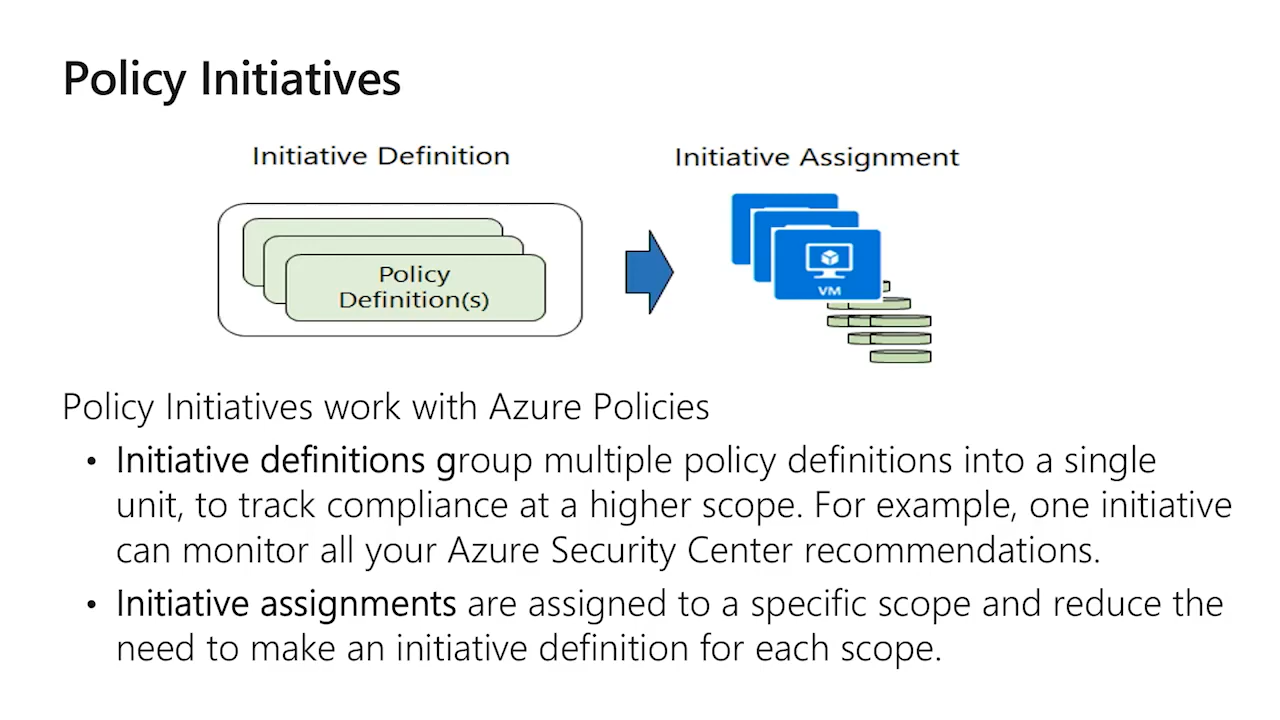 Policy Initiatives
Initiative Definition
Initiative Assignment
Policy
Definition(s)
VM
Policy Initiatives work with Azure Policies
• Initiative definitions group multiple policy definitions into a single
unit, to track compliance at a higher scope. For example, one initiative
can monitor all your Azure Security Center recommendations.
• Initiative assignments are assigned to a specific scope and reduce the
need to make an initiative definition for each scope.